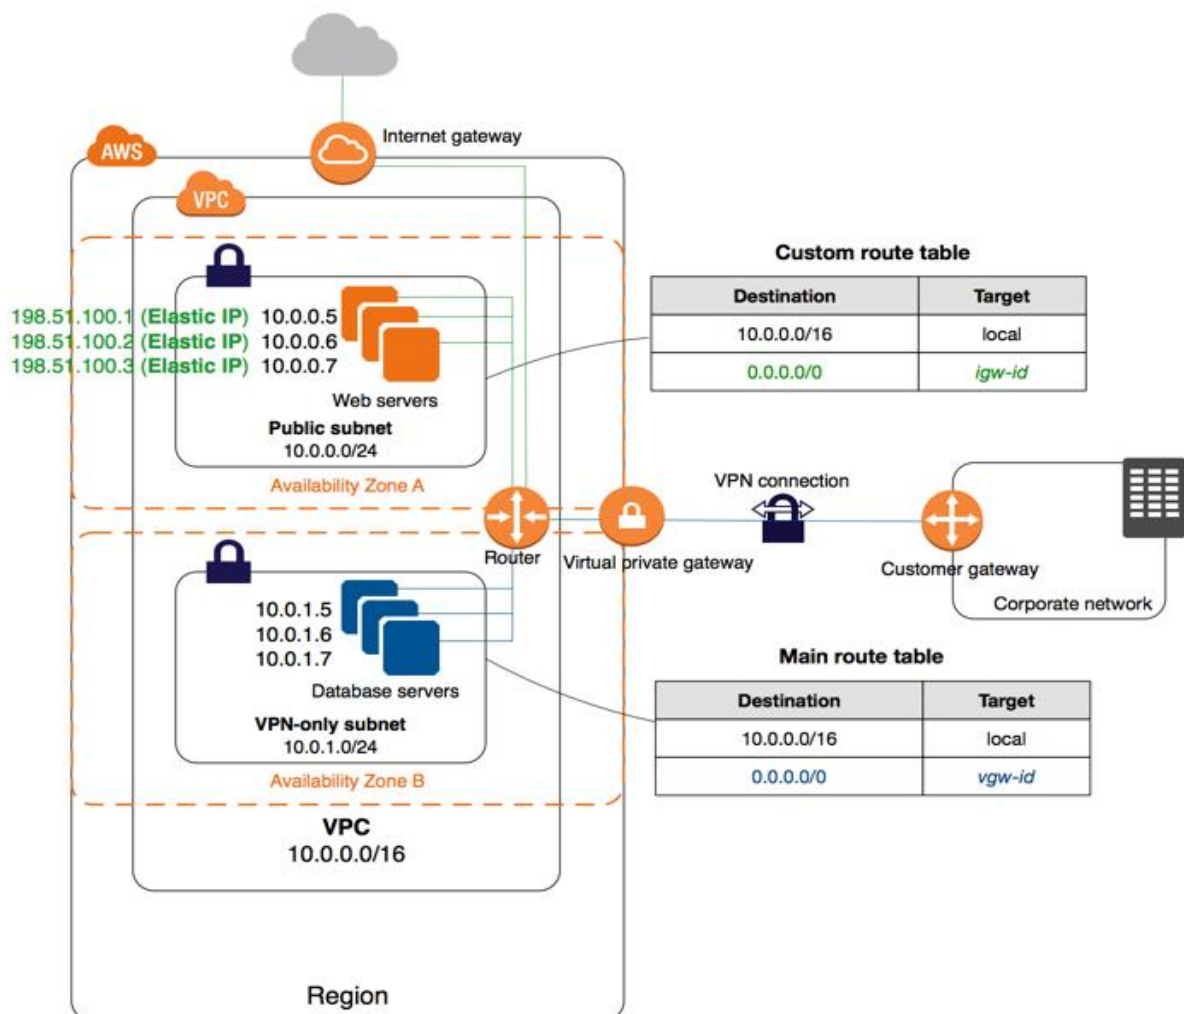 Internet gateway
AWS
VPC
198.51.100.1 (Elastic IP) 10.0.0.5
198.51.100.2 (Elastic IP) 10.0.0.6
198.51.100.3 (Elastic IP) 10.0.0.7
Web servers
Public subnet
10.0.0.0/24
Availability Zone A
Custom route table
Destination Target
10.0.0.0/16 local
0.0.0.0/0 igw-id
Router
Virtual private gateway
VPN connection
Customer gateway
Corporate network
10.0.1.5
10.0.1.6
10.0.1.7
Database servers
VPN-only subnet
10.0.1.0/24
Availability Zone B
Main route table
Destination Target
10.0.0.0/16 local
0.0.0.0/0 vgw-id
VPC
10.0.0.0/16
Region